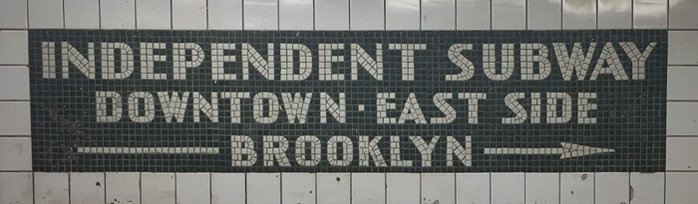 INDEPENDENT SUBWAY
DOWNTOWN · EAST SIDE
BROOKLYN